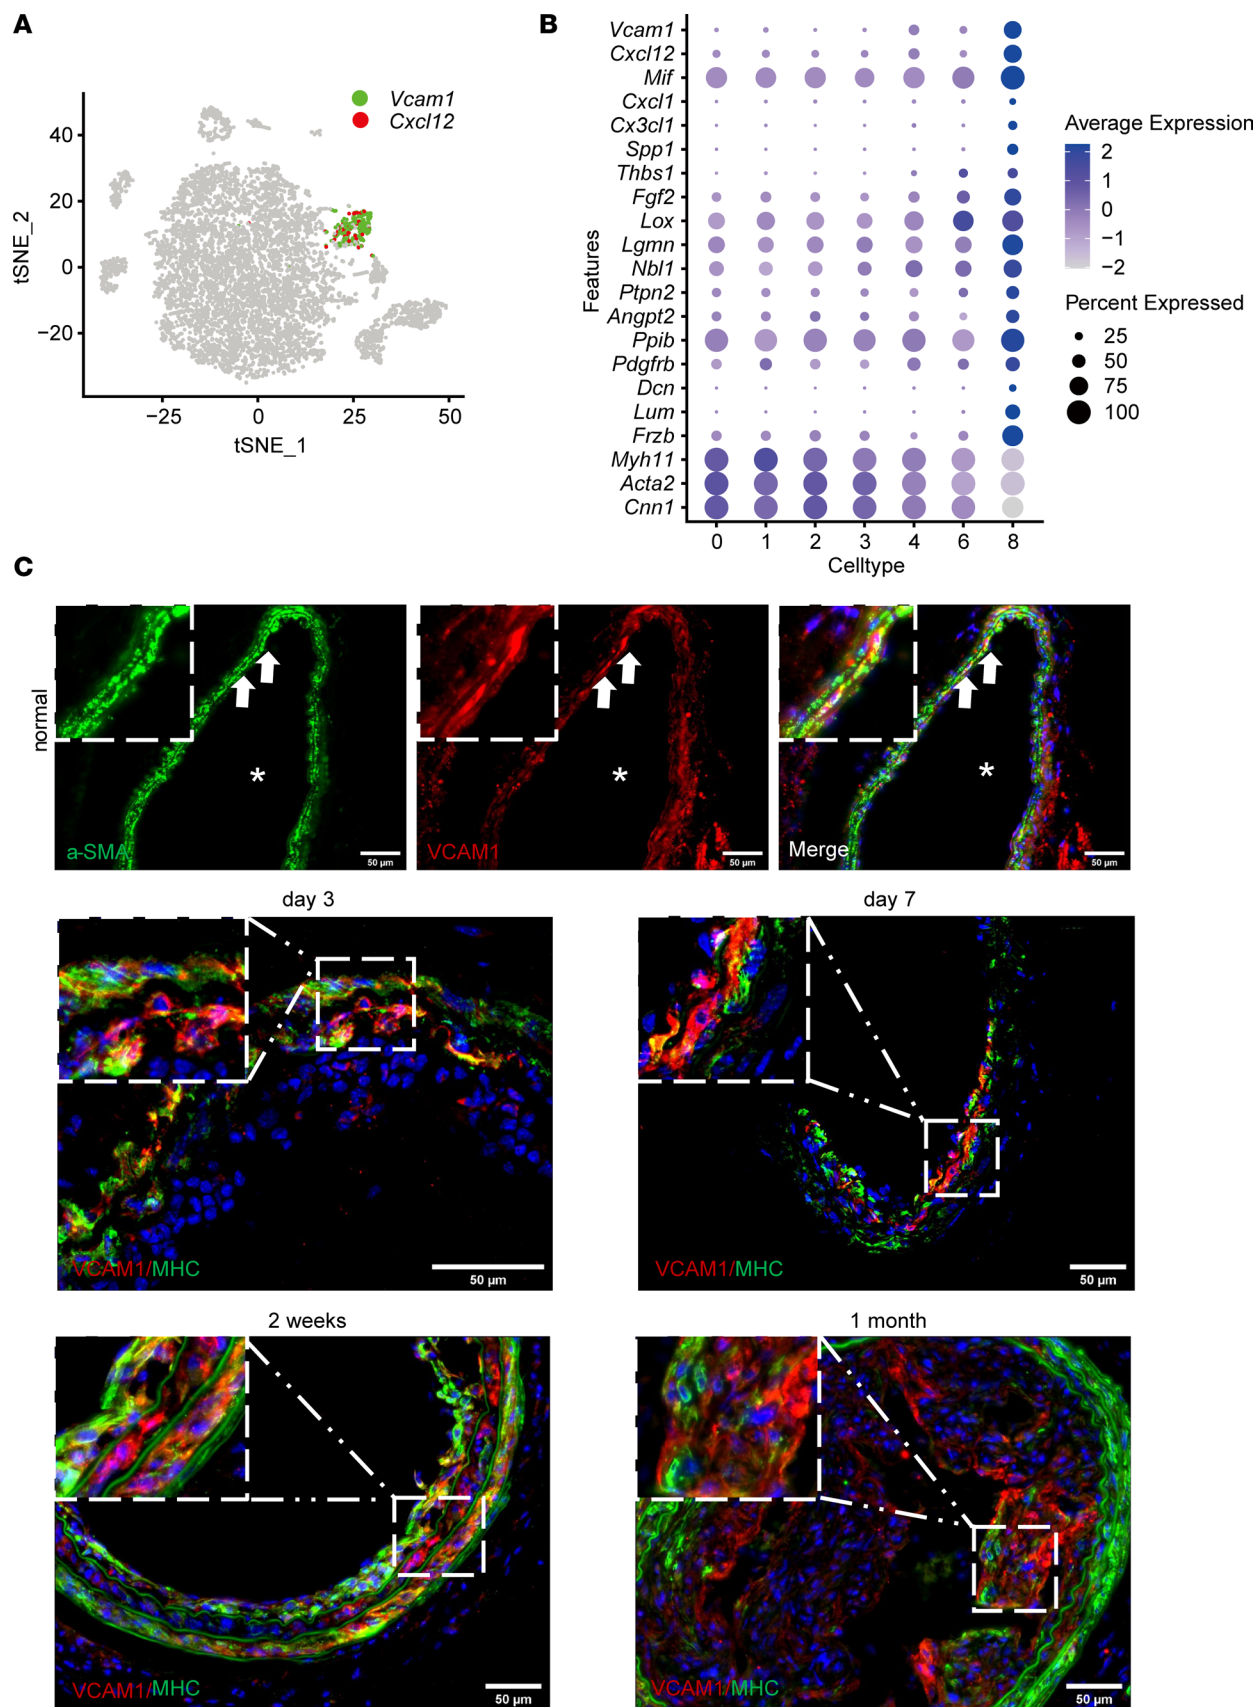 A
Vcam1
Cxcl12
40
20
0
−20
tSNE_2
−25
0
25
50
tSNE_1
B
Vcam1
Cxcl12
Mif
Cxcl1
Cx3cl1
Spp1
Thbs1
Fgf2
Lox
Lgmn
Nbl1
Ptpn2
Angpt2
Ppib
Pdgfrb
Dcn
Lum
Frzb
Myh11
Acta2
Cnn1
Features
0 1 2 3 4 6 8
Celltype
Average Expression
2
1
0
−1
−2
Percent Expressed
25
50
75
100
C
normal
a-SMA
50 µm
*
VCAM1
50 µm
*
Merge
50 µm
*
day 3
VCAM1/MHC
50 µm
day 7
VCAM1/MHC
50 µm
2 weeks
VCAM1/MHC
50 µm
1 month
VCAM1/MHC
50 µm